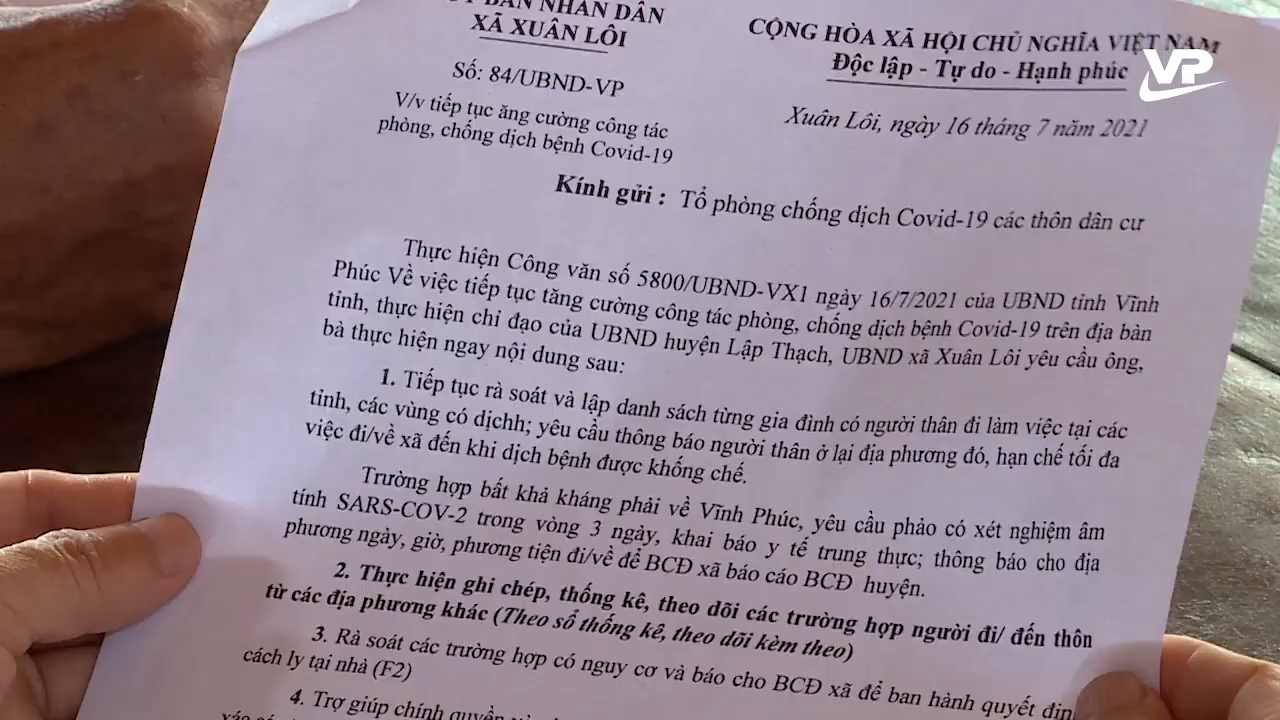 BAN NHÂN DÂN
XÃ XUÂN LÔI
CỘNG HÒA XÃ HỘI CHỦ NGHĨA VIỆT NAM
Độc lập - Tự do - Hạnh phúc
VP
Số: 84/UBND-VP
V/v tiếp tục ăng cường công tác
phòng, chống dịch bệnh Covid-19
Xuân Lôi, ngày 16 tháng 7 năm 2021
Kính gửi : Tổ phòng chống dịch Covid-19 các thôn dân cư
Thực hiện Công văn số 5800/UBND-VX1 ngày 16/7/2021 của UBND tỉnh Vĩnh
Phúc Về việc tiếp tục tăng cường công tác phòng, chống dịch bệnh Covid-19 trên địa bàn
tỉnh, thực hiện chỉ đạo của UBND huyện Lập Thạch, UBND xã Xuân Lôi yêu cầu ông,
bà thực hiện ngay nội dung sau:
1. Tiếp tục rà soát và lập danh sách từng gia đình có người thân đi làm việc tại các
tỉnh, các vùng có dịchh; yêu cầu thông báo người thân ở lại địa phương đó, hạn chế tối đa
việc đi/về xã đến khi dịch bệnh được khống chế.
Trường hợp bất khả kháng phải về Vĩnh Phúc, yêu cầu phảo có xét nghiệm âm
tính SARS-COV-2 trong vòng 3 ngày, khai báo y tế trung thực; thông báo cho địa
phương ngày, giờ, phương tiện đi/về để BCĐ xã báo cáo BCĐ huyện.
2. Thực hiện ghi chép, thống kê, theo dõi các trường hợp người đi/ đến thôn
từ các địa phương khác (Theo sổ thống kê, theo dõi kèm theo)
3. Rà soát các trường hợp có nguy cơ và báo cho BCĐ xã để ban hành quyết định
cách ly tại nhà (F2)
4. Trợ giúp chính quyền